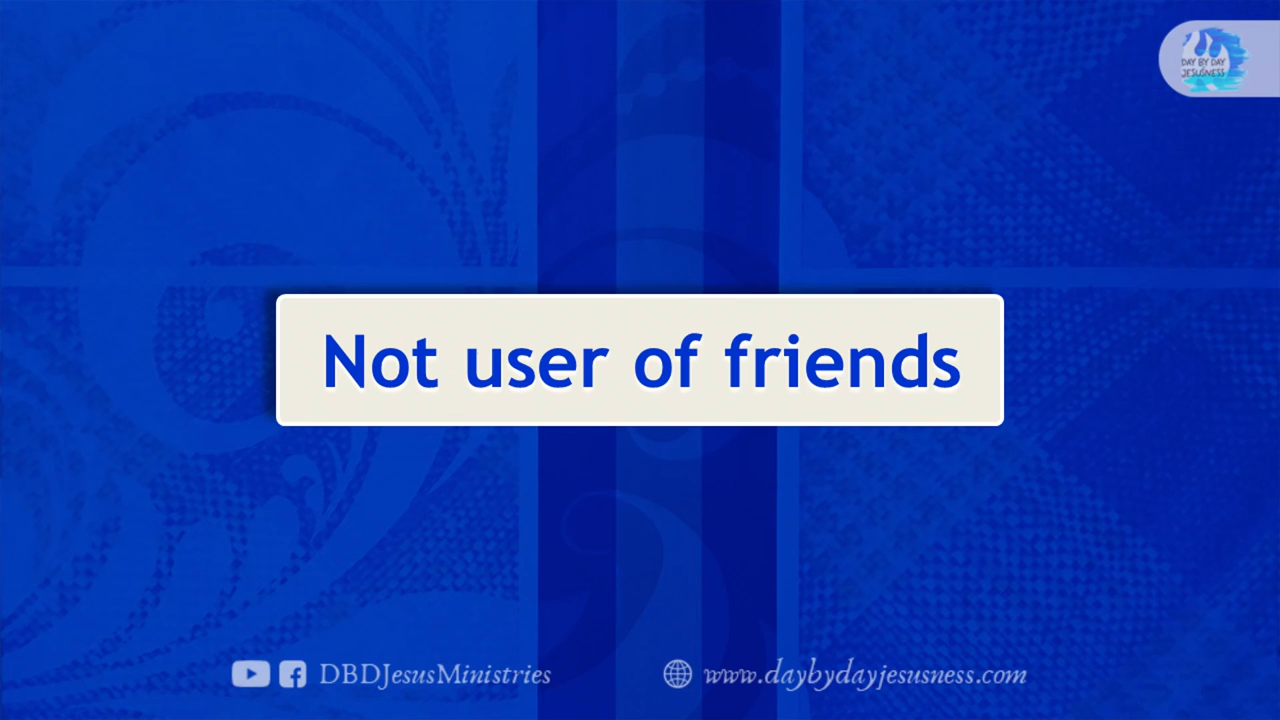 DAY BY DAY
JESUSNESS
Not user of friends
DBDJesusMinistries
www.daybydayjesusness.com